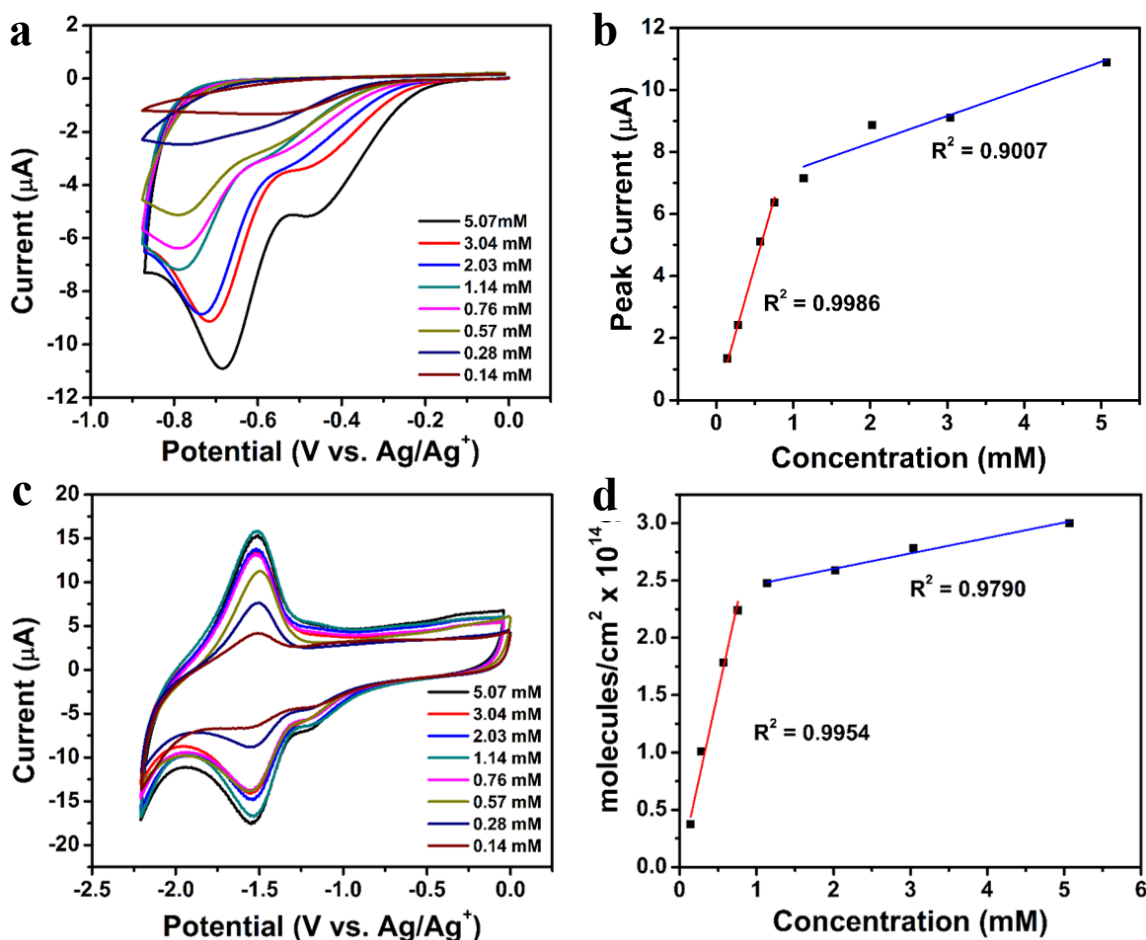 a
2
0
-2
-4
-6
-8
-10
-12
Current (μA)
5.07mM
3.04 mM
2.03 mM
1.14 mM
0.76 mM
0.57 mM
0.28 mM
0.14 mM
-1.0 -0.8 -0.6 -0.4 -0.2 0.0
Potential (V vs. Ag/Ag⁺)
b
12
10
8
6
4
2
0
Peak Current (μA)
R² = 0.9007
R² = 0.9986
0 1 2 3 4 5
Concentration (mM)
c
20
15
10
5
0
-5
-10
-15
-20
Current (μA)
5.07 mM
3.04 mM
2.03 mM
1.14 mM
0.76 mM
0.57 mM
0.28 mM
0.14 mM
-2.5 -2.0 -1.5 -1.0 -0.5 0.0
Potential (V vs. Ag/Ag⁺)
d
3.0
2.5
2.0
1.5
1.0
0.5
0.0
molecules/cm² x 10¹⁴
R² = 0.9790
R² = 0.9954
0 1 2 3 4 5 6
Concentration (mM)